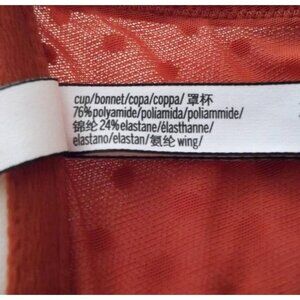 cup/bonnet/copa/coppa/ 罩杯
76%polyamide/poliamida/poliammide/
锦纶 24%elastane/élasthanne/
elastano/elastan/氨纶 wing/